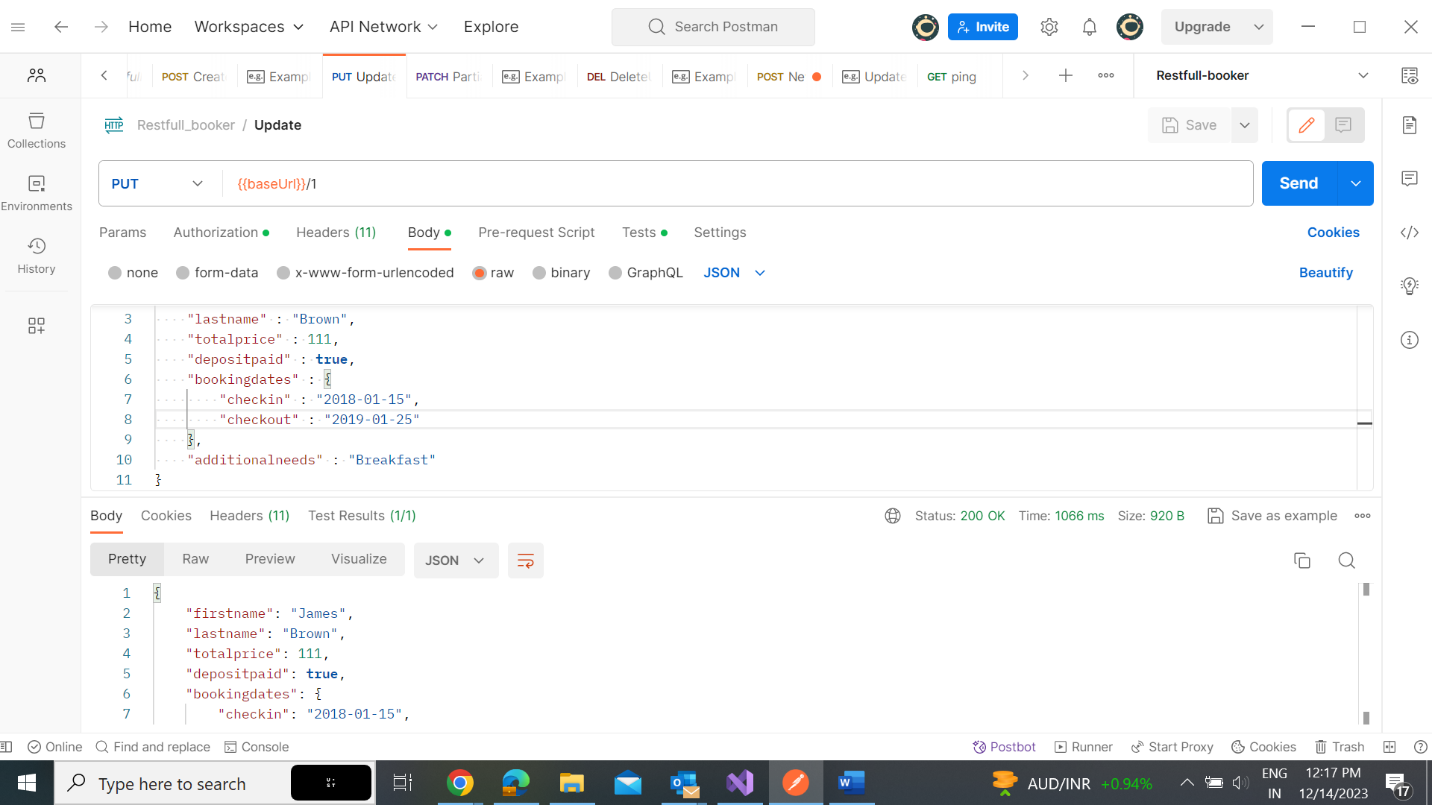 Home Workspaces API Network Explore Search Postman Invite Upgrade
POST Creat e.g. Exampl PUT Update PATCH Parti e.g. Exampl DEL Delete e.g. Exampl POST Ne e.g. Update GET ping Restfull-booker
HTTP Restfull_booker / Update Save
Collections
PUT {{baseUrl}}/1 Send
Environments
Params Authorization Headers (11) Body Pre-request Script Tests Settings Cookies
History
none form-data x-www-form-urlencoded raw binary GraphQL JSON Beautify
3 "lastname" : "Brown",
4 "totalprice" : 111,
5 "depositpaid" : true,
6 "bookingdates" : {
7 "checkin" : "2018-01-15",
8 "checkout" : "2019-01-25"
9 },
10 "additionalneeds" : "Breakfast"
11 }
Body Cookies Headers (11) Test Results (1/1) Status: 200 OK Time: 1066 ms Size: 920 B Save as example
Pretty Raw Preview Visualize JSON
1 {
2 "firstname": "James",
3 "lastname": "Brown",
4 "totalprice": 111,
5 "depositpaid": true,
6 "bookingdates": {
7 "checkin": "2018-01-15",
Online Find and replace Console Postbot Runner Start Proxy Cookies Trash
Type here to search AUD/INR +0.94% ENG IN 12:17 PM 12/14/2023 17